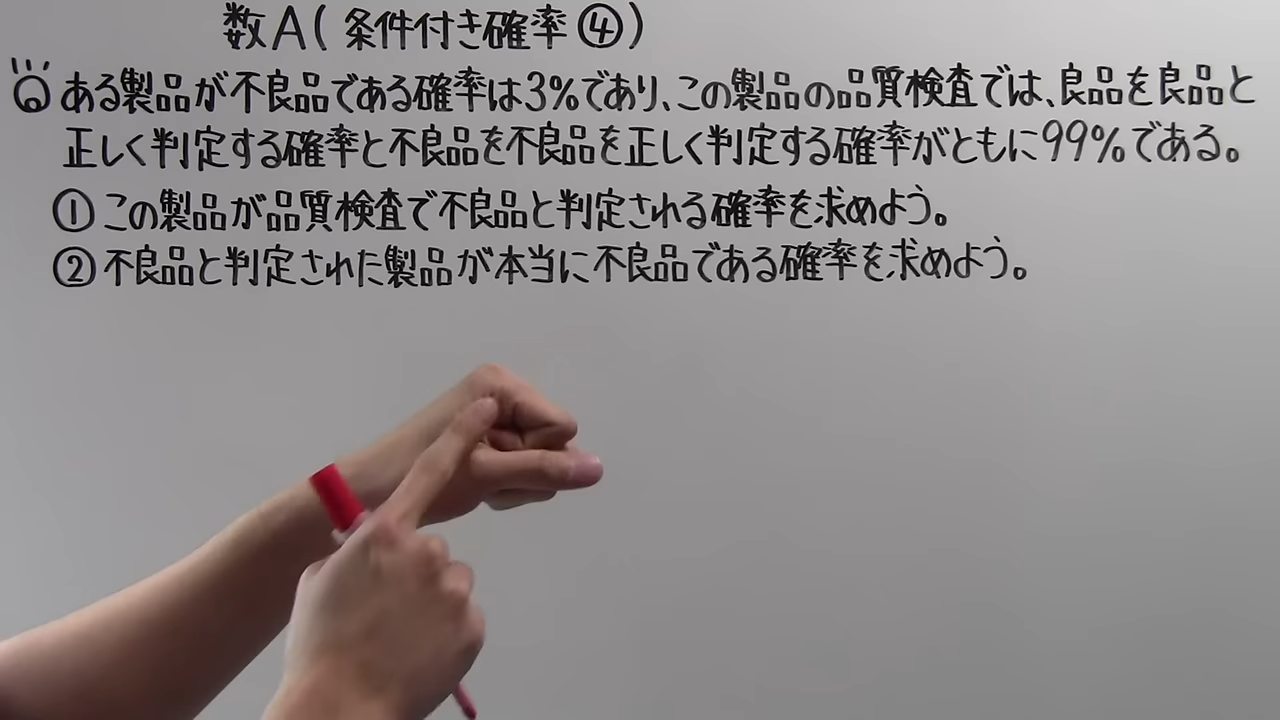 数A(条件付き確率④)
ある製品が不良品である確率は3%であり、この製品の品質検査では、良品を良品と
正しく判定する確率と不良品を不良品を正しく判定する確率がともに99%である。
①この製品が品質検査で不良品と判定される確率を求めよう。
②不良品と判定された製品が本当に不良品である確率を求めよう。